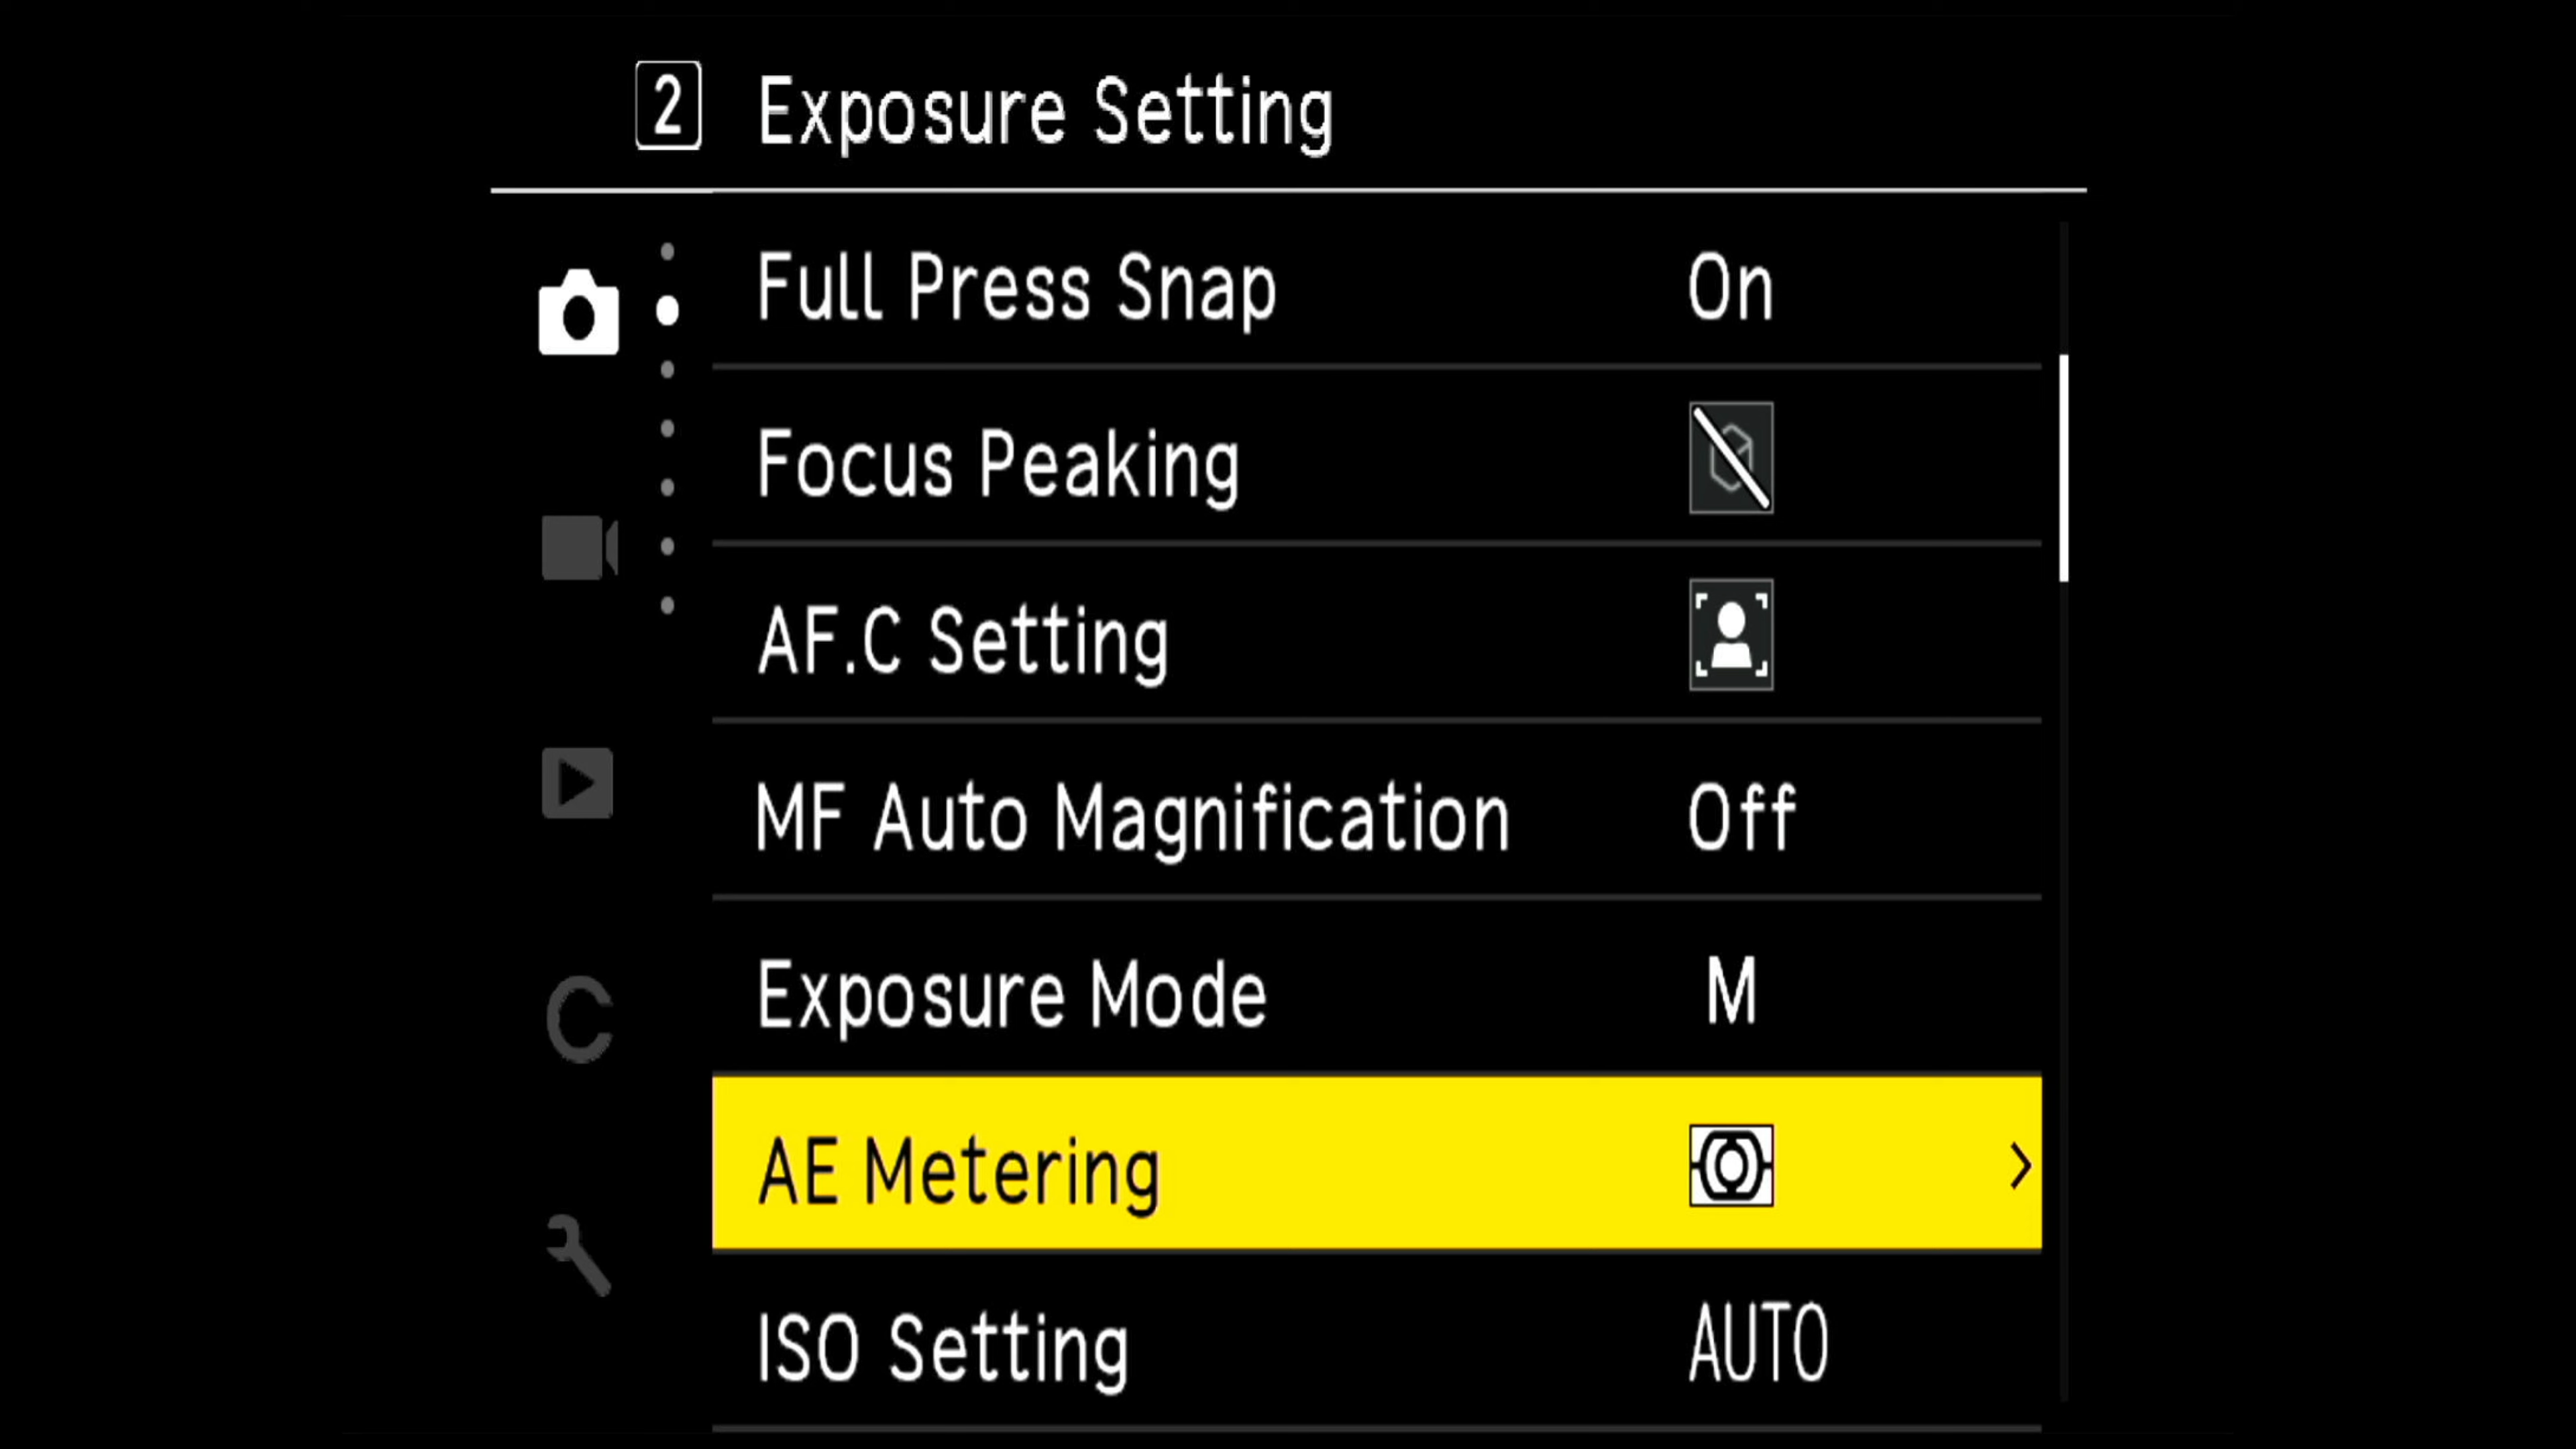 2 Exposure Setting
Full Press Snap On
Focus Peaking
AF.C Setting
MF Auto Magnification Off
Exposure Mode M
AE Metering >
C
ISO Setting AUTO